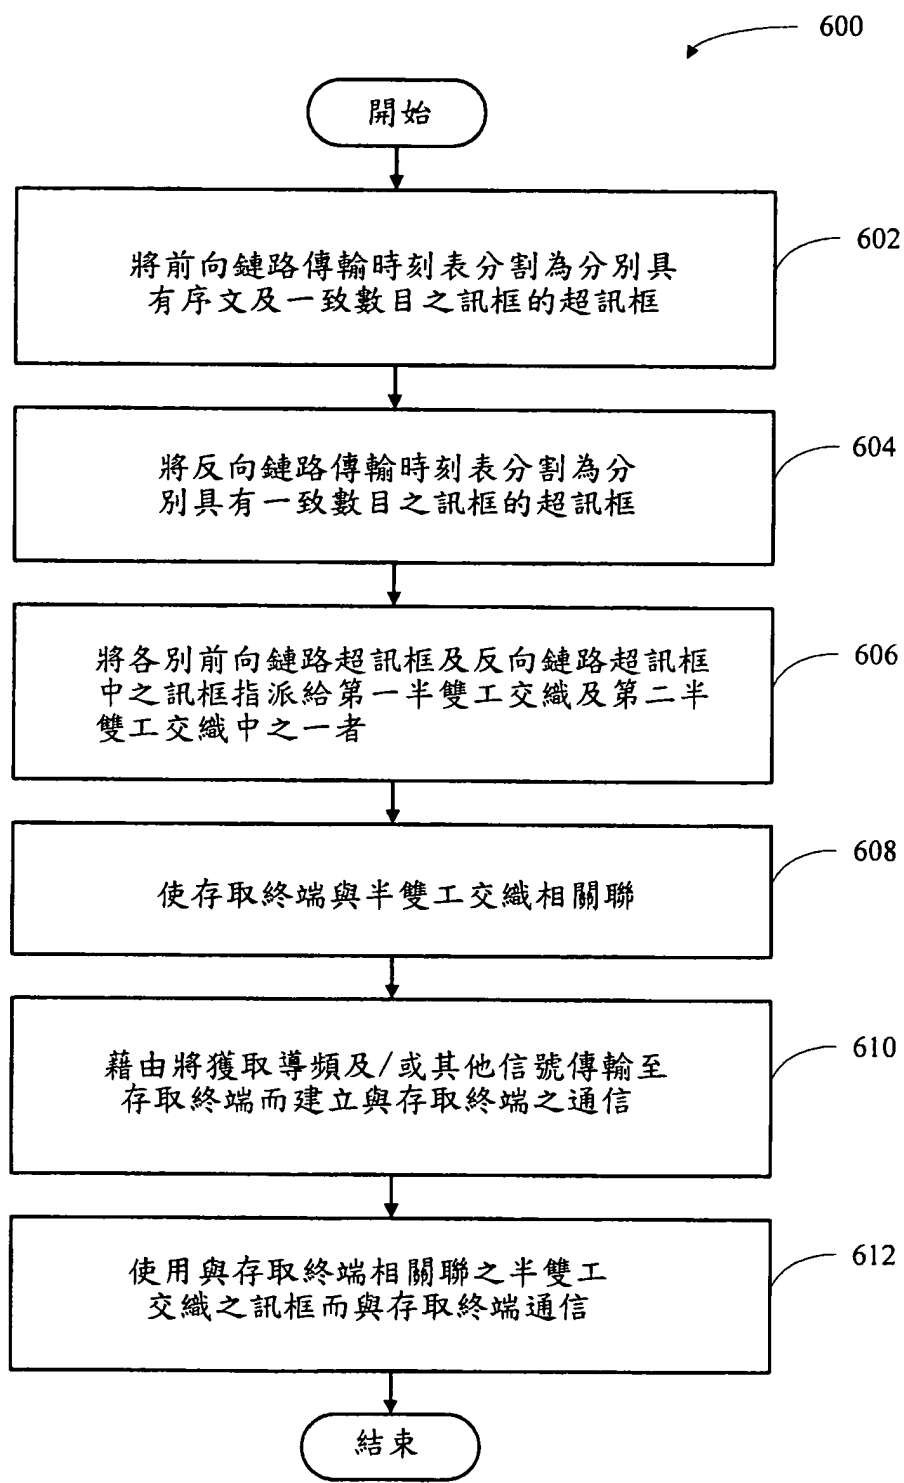 600
開始
將前向鏈路傳輸時刻表分割為分別具
有序文及一致數目之訊框的超訊框
602
將反向鏈路傳輸時刻表分割為分
別具有一致數目之訊框的超訊框
604
將各別前向鏈路超訊框及反向鏈路超訊框
中之訊框指派給第一半雙工交織及第二半
雙工交織中之一者
606
使存取終端與半雙工交織相關聯
608
藉由將獲取導頻及/或其他信號傳輸至
存取終端而建立與存取終端之通信
610
使用與存取終端相關聯之半雙工
交織之訊框而與存取終端通信
612
結束